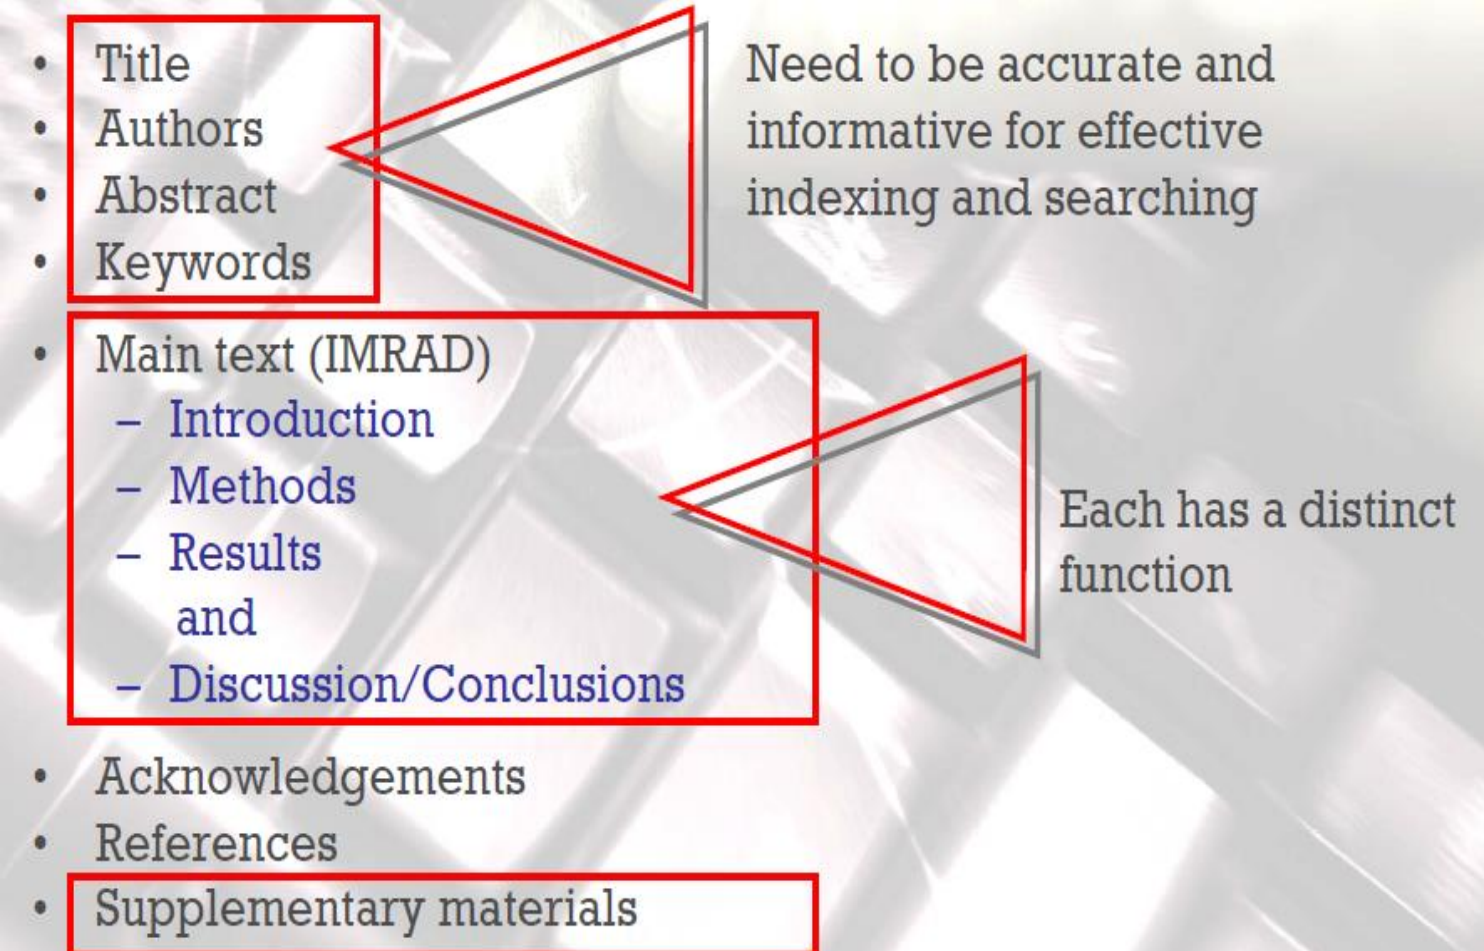 • Title
• Authors
• Abstract
• Keywords
Need to be accurate and
informative for effective
indexing and searching
• Main text (IMRAD)
– Introduction
– Methods
– Results
and
– Discussion/Conclusions
Each has a distinct
function
• Acknowledgements
• References
• Supplementary materials